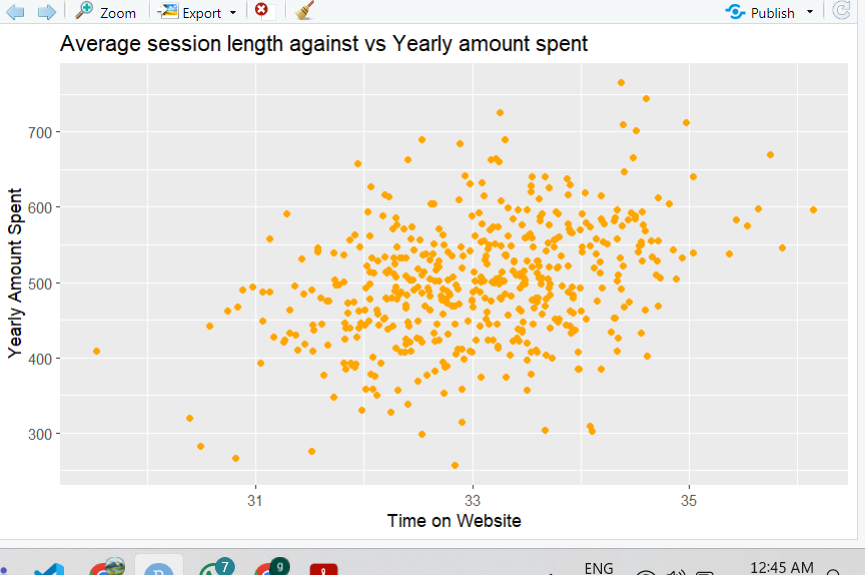 Zoom Export Publish
Average session length against vs Yearly amount spent
Yearly Amount Spent
700
600
500
400
300
31 33 35
Time on Website
7 g
ENG 12:45 AM